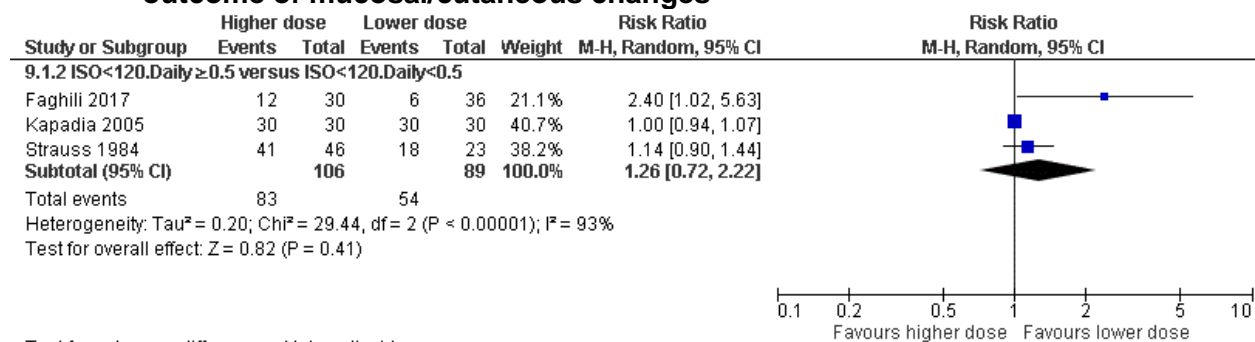 outcome of mucosal/cutaneous changes
Higher dose Lower dose Risk Ratio Risk Ratio
Study or Subgroup Events Total Events Total Weight M-H, Random, 95% CI M-H, Random, 95% CI
9.1.2 ISO<120.Daily≥0.5 versus ISO<120.Daily<0.5
Faghili 2017 12 30 6 36 21.1% 2.40 [1.02, 5.63]
Kapadia 2005 30 30 30 30 40.7% 1.00 [0.94, 1.07]
Strauss 1984 41 46 18 23 38.2% 1.14 [0.90, 1.44]
Subtotal (95% CI) 106 89 100.0% 1.26 [0.72, 2.22]
Total events 83 54
Heterogeneity: Tau² = 0.20; Chi² = 29.44, df = 2 (P < 0.00001); I² = 93%
Test for overall effect: Z = 0.82 (P = 0.41)
0.1 0.2 0.5 1 2 5 10
Favours higher dose Favours lower dose